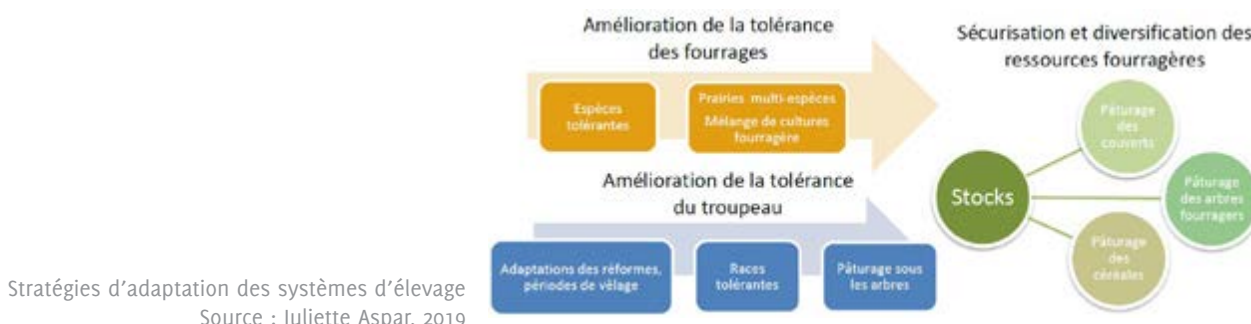 Amélioration de la tolérance
des fourrages
Espèces
tolérantes
Prairies multi-espèces
Mélange de cultures
fourragère
Amélioration de la tolérance
du troupeau
Adaptations des réformes,
périodes de vêlage
Races
tolérantes
Pâturage sous
les arbres
Sécurisation et diversification des
ressources fourragères
Stocks
Pâturage
des
couverts
Pâturage
des arbres
fourragers
Pâturage
des
céréales
Stratégies d'adaptation des systèmes d'élevage
Source : Juliette Aspar, 2019